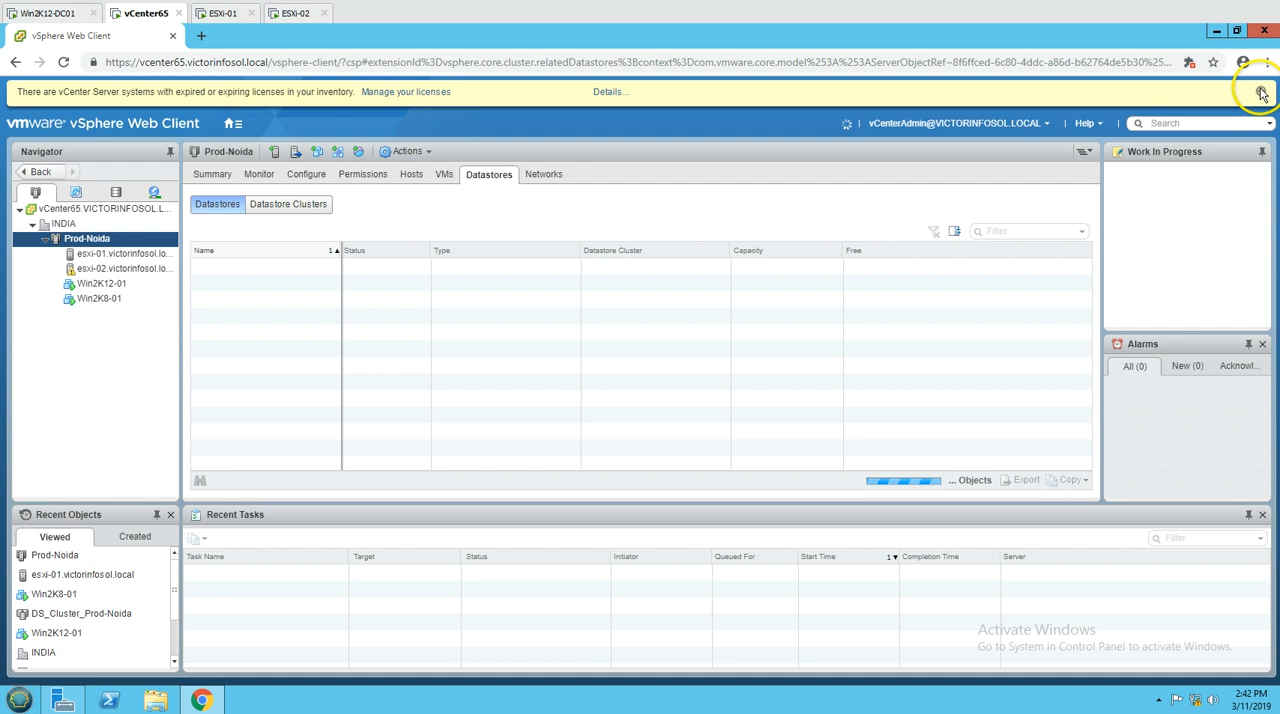 Win2K12-DC01
vCenter65
ESXi-01
ESXi-02
vSphere Web Client
https://vcenter65.victorinfosol.local/vsphere-client/?csp#extensionId%3Dvsphere.core.cluster.relatedDatastores%3Bcontext%3Dcom.vmware.core.model%253A%253AServerObjectRef~8f6ffced-6c80-4ddc-a86d-b62764de5b30%25...
There are vCenter Server systems with expired or expiring licenses in your inventory. Manage your licenses Details...
vmware® vSphere Web Client
vCenterAdmin@VICTORINFOSOL.LOCAL
Help
Search
Navigator
Back
vCenter65.VICTORINFOSOL.L...
INDIA
Prod-Noida
esxi-01.victorinfosol.lo...
esxi-02.victorinfosol.lo...
Win2K12-01
Win2K8-01
Prod-Noida
Actions
Summary Monitor Configure Permissions Hosts VMs Datastores Networks
Datastores Datastore Clusters
Filter
Name 1 Status Type Datastore Cluster Capacity Free
... Objects Export Copy
Work In Progress
Alarms
All (0) New (0) Acknowl...
Recent Objects
Viewed Created
Prod-Noida
esxi-01.victorinfosol.local
Win2K8-01
DS_Cluster_Prod-Noida
Win2K12-01
INDIA
Recent Tasks
Filter
Task Name Target Status Initiator Queued For Start Time 1 Completion Time Server
Activate Windows
Go to System in Control Panel to activate Windows.
2:42 PM
3/11/2019